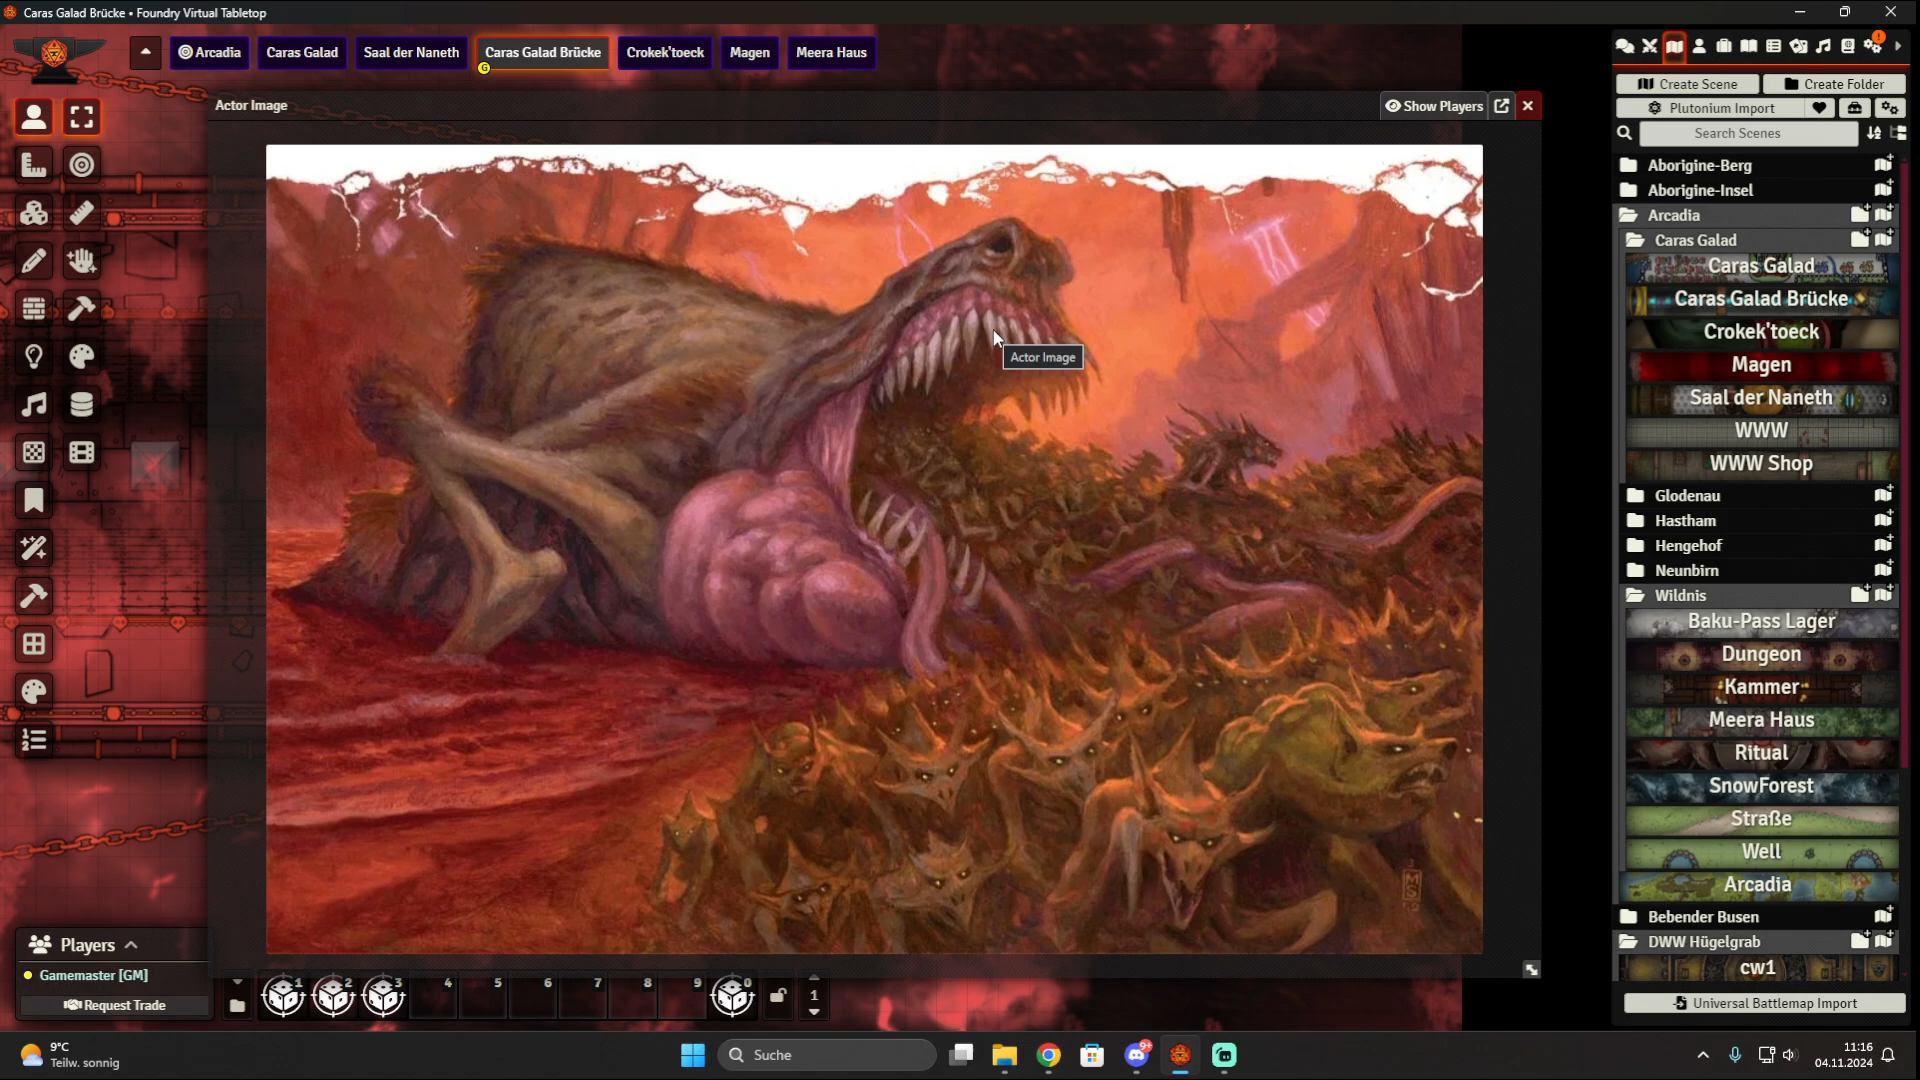 Caras Galad Brücke • Foundry Virtual Tabletop
Arcadia
Caras Galad
Saal der Naneth
Caras Galad Brücke
G
Crokek'toeck
Magen
Meera Haus
Actor Image
Show Players
Actor Image
Create Scene
Create Folder
Plutonium Import
Search Scenes
Aborigine-Berg
Aborigine-Insel
Arcadia
Caras Galad
Caras Galad
Caras Galad Brücke
Crokek'toeck
Magen
Saal der Naneth
WWW
WWW Shop
Glodenau
Hastham
Hengehof
Neunbirn
Wildnis
Baku-Pass Lager
Dungeon
Kammer
Meera Haus
Ritual
SnowForest
Straße
Well
Arcadia
Bebender Busen
DWW Hügelgrab
cw1
Universal Battlemap Import
Players
Gamemaster [GM]
Request Trade
1 2 3 4 5 6 7 8 9 0
1
9°C
Teilw. sonnig
Suche
9+
11:16
04.11.2024